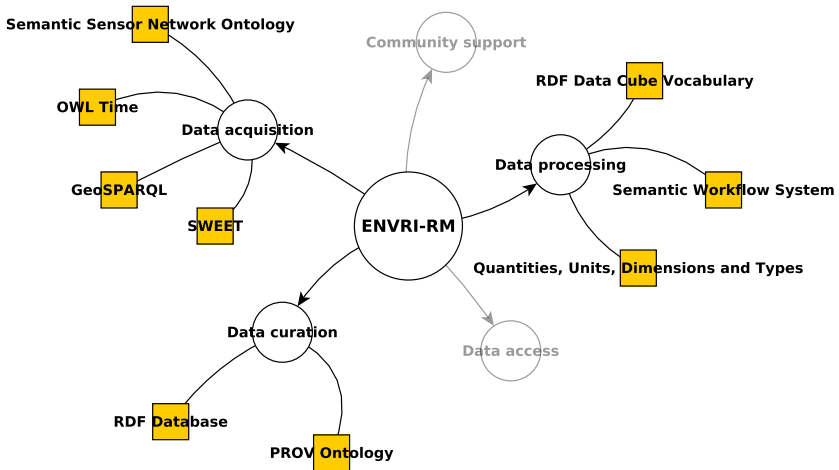 Semantic Sensor Network Ontology
Community support
RDF Data Cube Vocabulary
OWL Time
Data acquisition
Data processing
GeoSPARQL
Semantic Workflow System
SWEET
ENVRI-RM
Quantities, Units, Dimensions and Types
Data curation
Data access
RDF Database
PROV Ontology